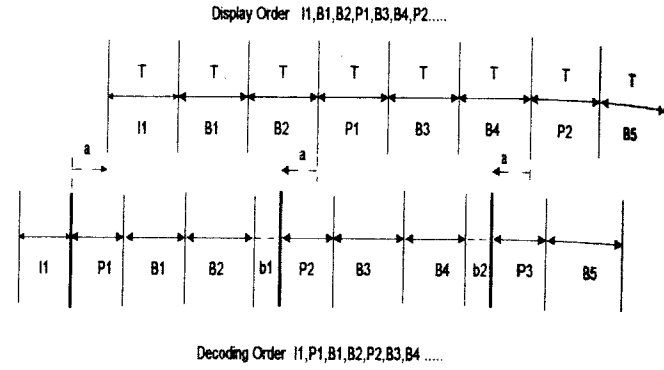 Display Order I1,B1,B2,P1,B3,B4,P2.....
T T T T T T T T
I1 B1 B2 P1 B3 B4 P2 B5
a a a
I1 P1 B1 B2 b1 P2 B3 B4 b2 P3 B5
Decoding Order I1,P1,B1,B2,P2,B3,B4 .....